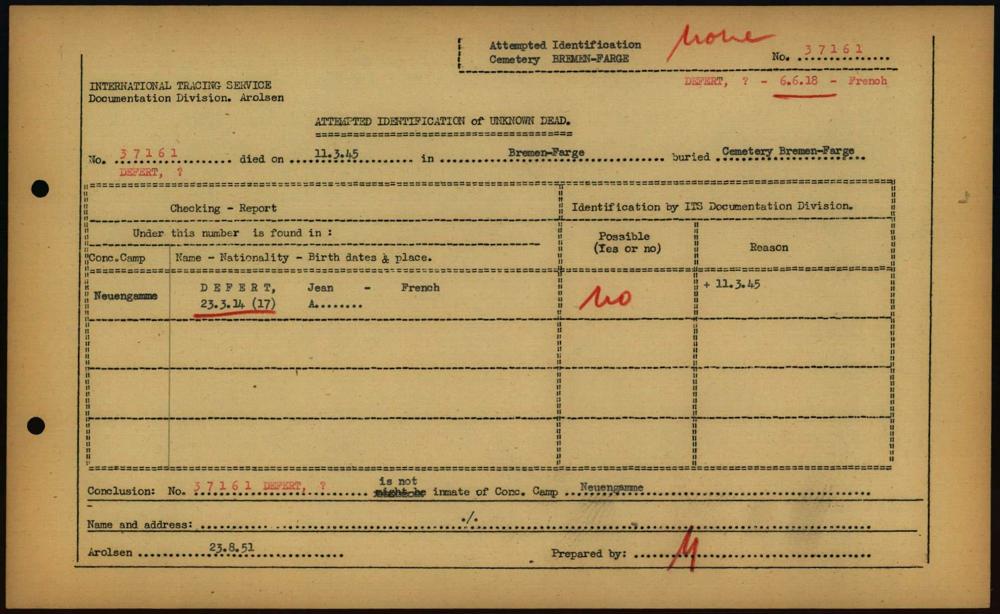 Attempted Identification
Cemetery BREMEN-FARGE
None
No. 37161
DEFERT, ? - 6.6.18 - French
INTERNATIONAL TRACING SERVICE
Documentation Division. Arolsen
ATTEMPTED IDENTIFICATION of UNKNOWN DEAD.
No. 37161 died on 11.3.45 in Bremen-Farge buried Cemetery Bremen-Farge
DEFERT, ?
Checking - Report
Identification by ITS Documentation Division.
Under this number is found in :
Possible
(Yes or no)
Reason
Conc.Camp
Name - Nationality - Birth dates & place.
Neuengamme
DEFERT, Jean - French
23.3.14 (17) A........
no
+ 11.3.45
is not
Conclusion: No. 37161 DEFERT, ? might be inmate of Conc. Camp Neuengamme
Name and address: ./.
Arolsen 23.8.51
Prepared by: